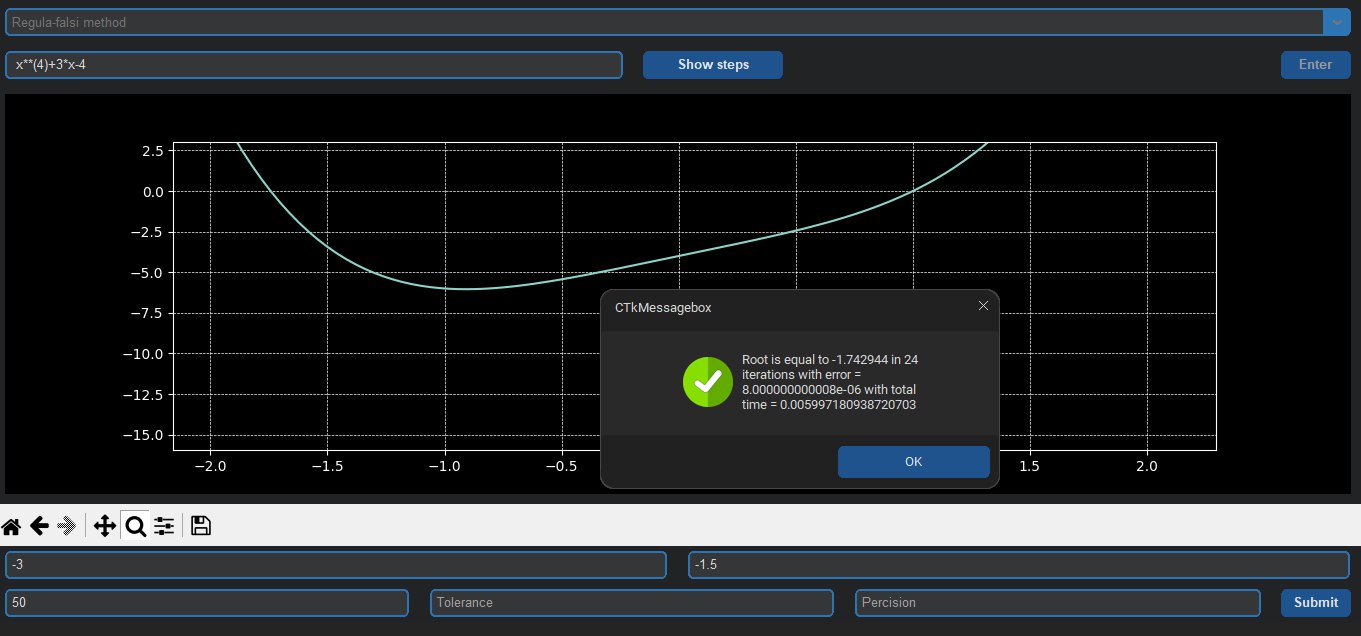 Regula-falsi method
x**(4)+3*x-4
Show steps
Enter
2.5
0.0
−2.5
−5.0
−7.5
−10.0
−12.5
−15.0
−2.0
−1.5
−1.0
−0.5
1.5
2.0
CTkMessagebox
Root is equal to -1.742944 in 24
iterations with error =
8.000000000008e-06 with total
time = 0.005997180938720703
OK
-3
-1.5
50
Tolerance
Percision
Submit